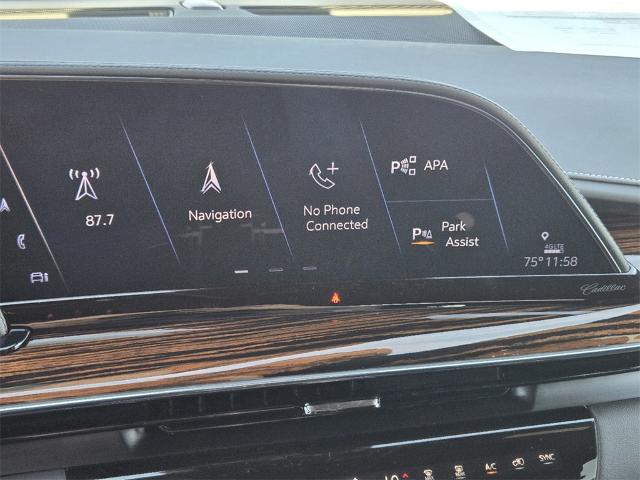 87.7
Navigation
No Phone
Connected
P APA
P Park
Assist
4G LTE
75° 11:58
Cadillac
A/C
SYNC